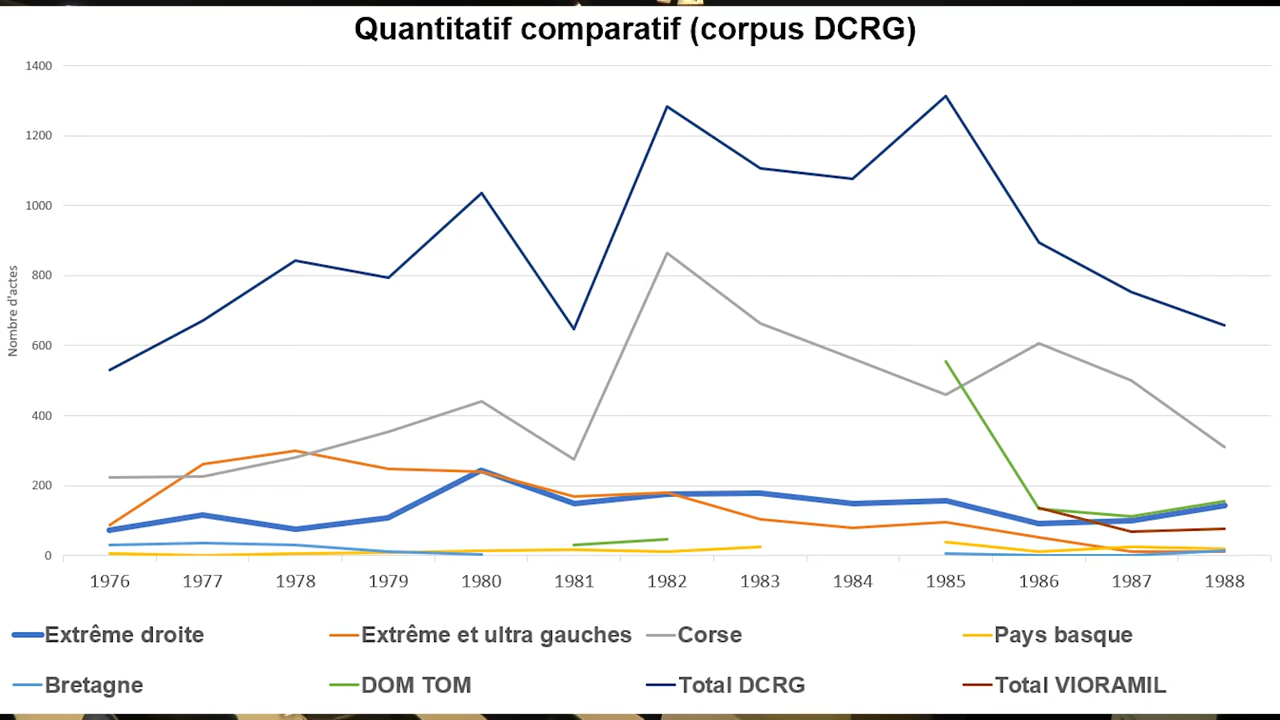 Quantitatif comparatif (corpus DCRG)
Nombre d'actes
1400
1200
1000
800
600
400
200
0
1976 1977 1978 1979 1980 1981 1982 1983 1984 1985 1986 1987 1988
Extrême droite Extrême et ultra gauches Corse Pays basque
Bretagne DOM TOM Total DCRG Total VIORAMIL